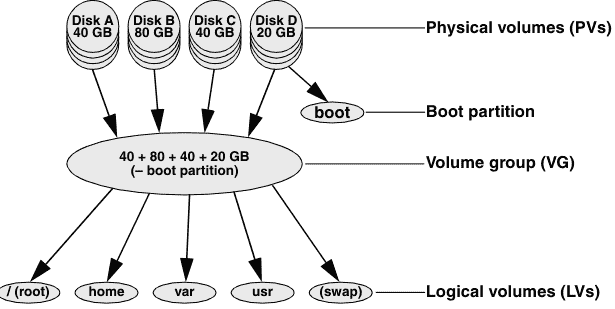 Disk A Disk B Disk C Disk D
40 GB 80 GB 40 GB 20 GB
Physical volumes (PVs)
boot
Boot partition
40 + 80 + 40 + 20 GB
(– boot partition)
Volume group (VG)
/ (root) home var usr (swap)
Logical volumes (LVs)